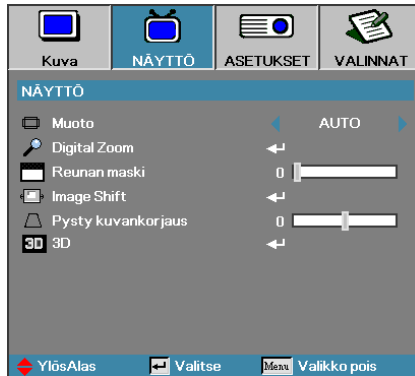 Kuva NÄYTTÖ ASETUKSET VALINNAT
NÄYTTÖ
Muoto AUTO
Digital Zoom
Reunan maski 0
Image Shift
Pysty kuvankorjaus 0
3D 3D
YlösAlas Valitse Menu Valikko pois